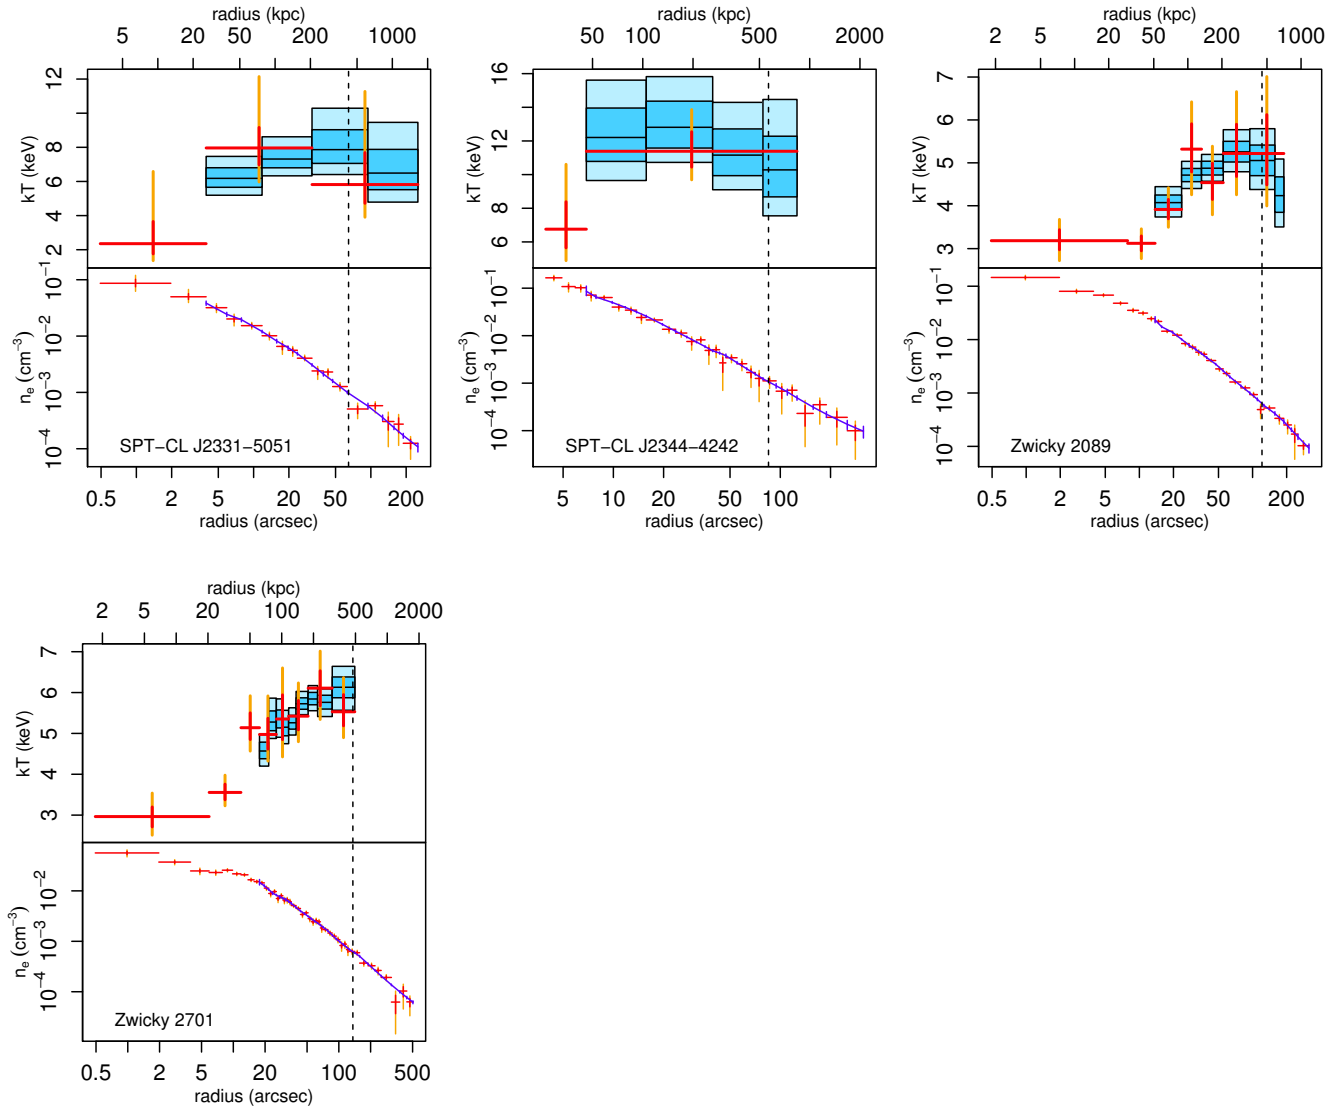 radius (kpc)
5 20 50 200 1000
kT (keV)
12
10
8
6
4
2
n_e (cm^−3)
10^−1
10^−2
10^−3
10^−4
SPT−CL J2331−5051
0.5 2 5 20 50 200
radius (arcsec)
radius (kpc)
50 100 200 500 2000
kT (keV)
16
12
8
6
n_e (cm^−3)
10^−1
10^−2
10^−3
10^−4
SPT−CL J2344−4242
5 10 20 50 100
radius (arcsec)
radius (kpc)
2 5 20 50 200 1000
kT (keV)
7
6
5
4
3
n_e (cm^−3)
10^−1
10^−2
10^−3
10^−4
Zwicky 2089
0.5 2 5 20 50 200
radius (arcsec)
radius (kpc)
2 5 20 100 500 2000
kT (keV)
7
6
5
4
3
n_e (cm^−3)
10^−2
10^−3
10^−4
Zwicky 2701
0.5 2 5 20 100 500
radius (arcsec)